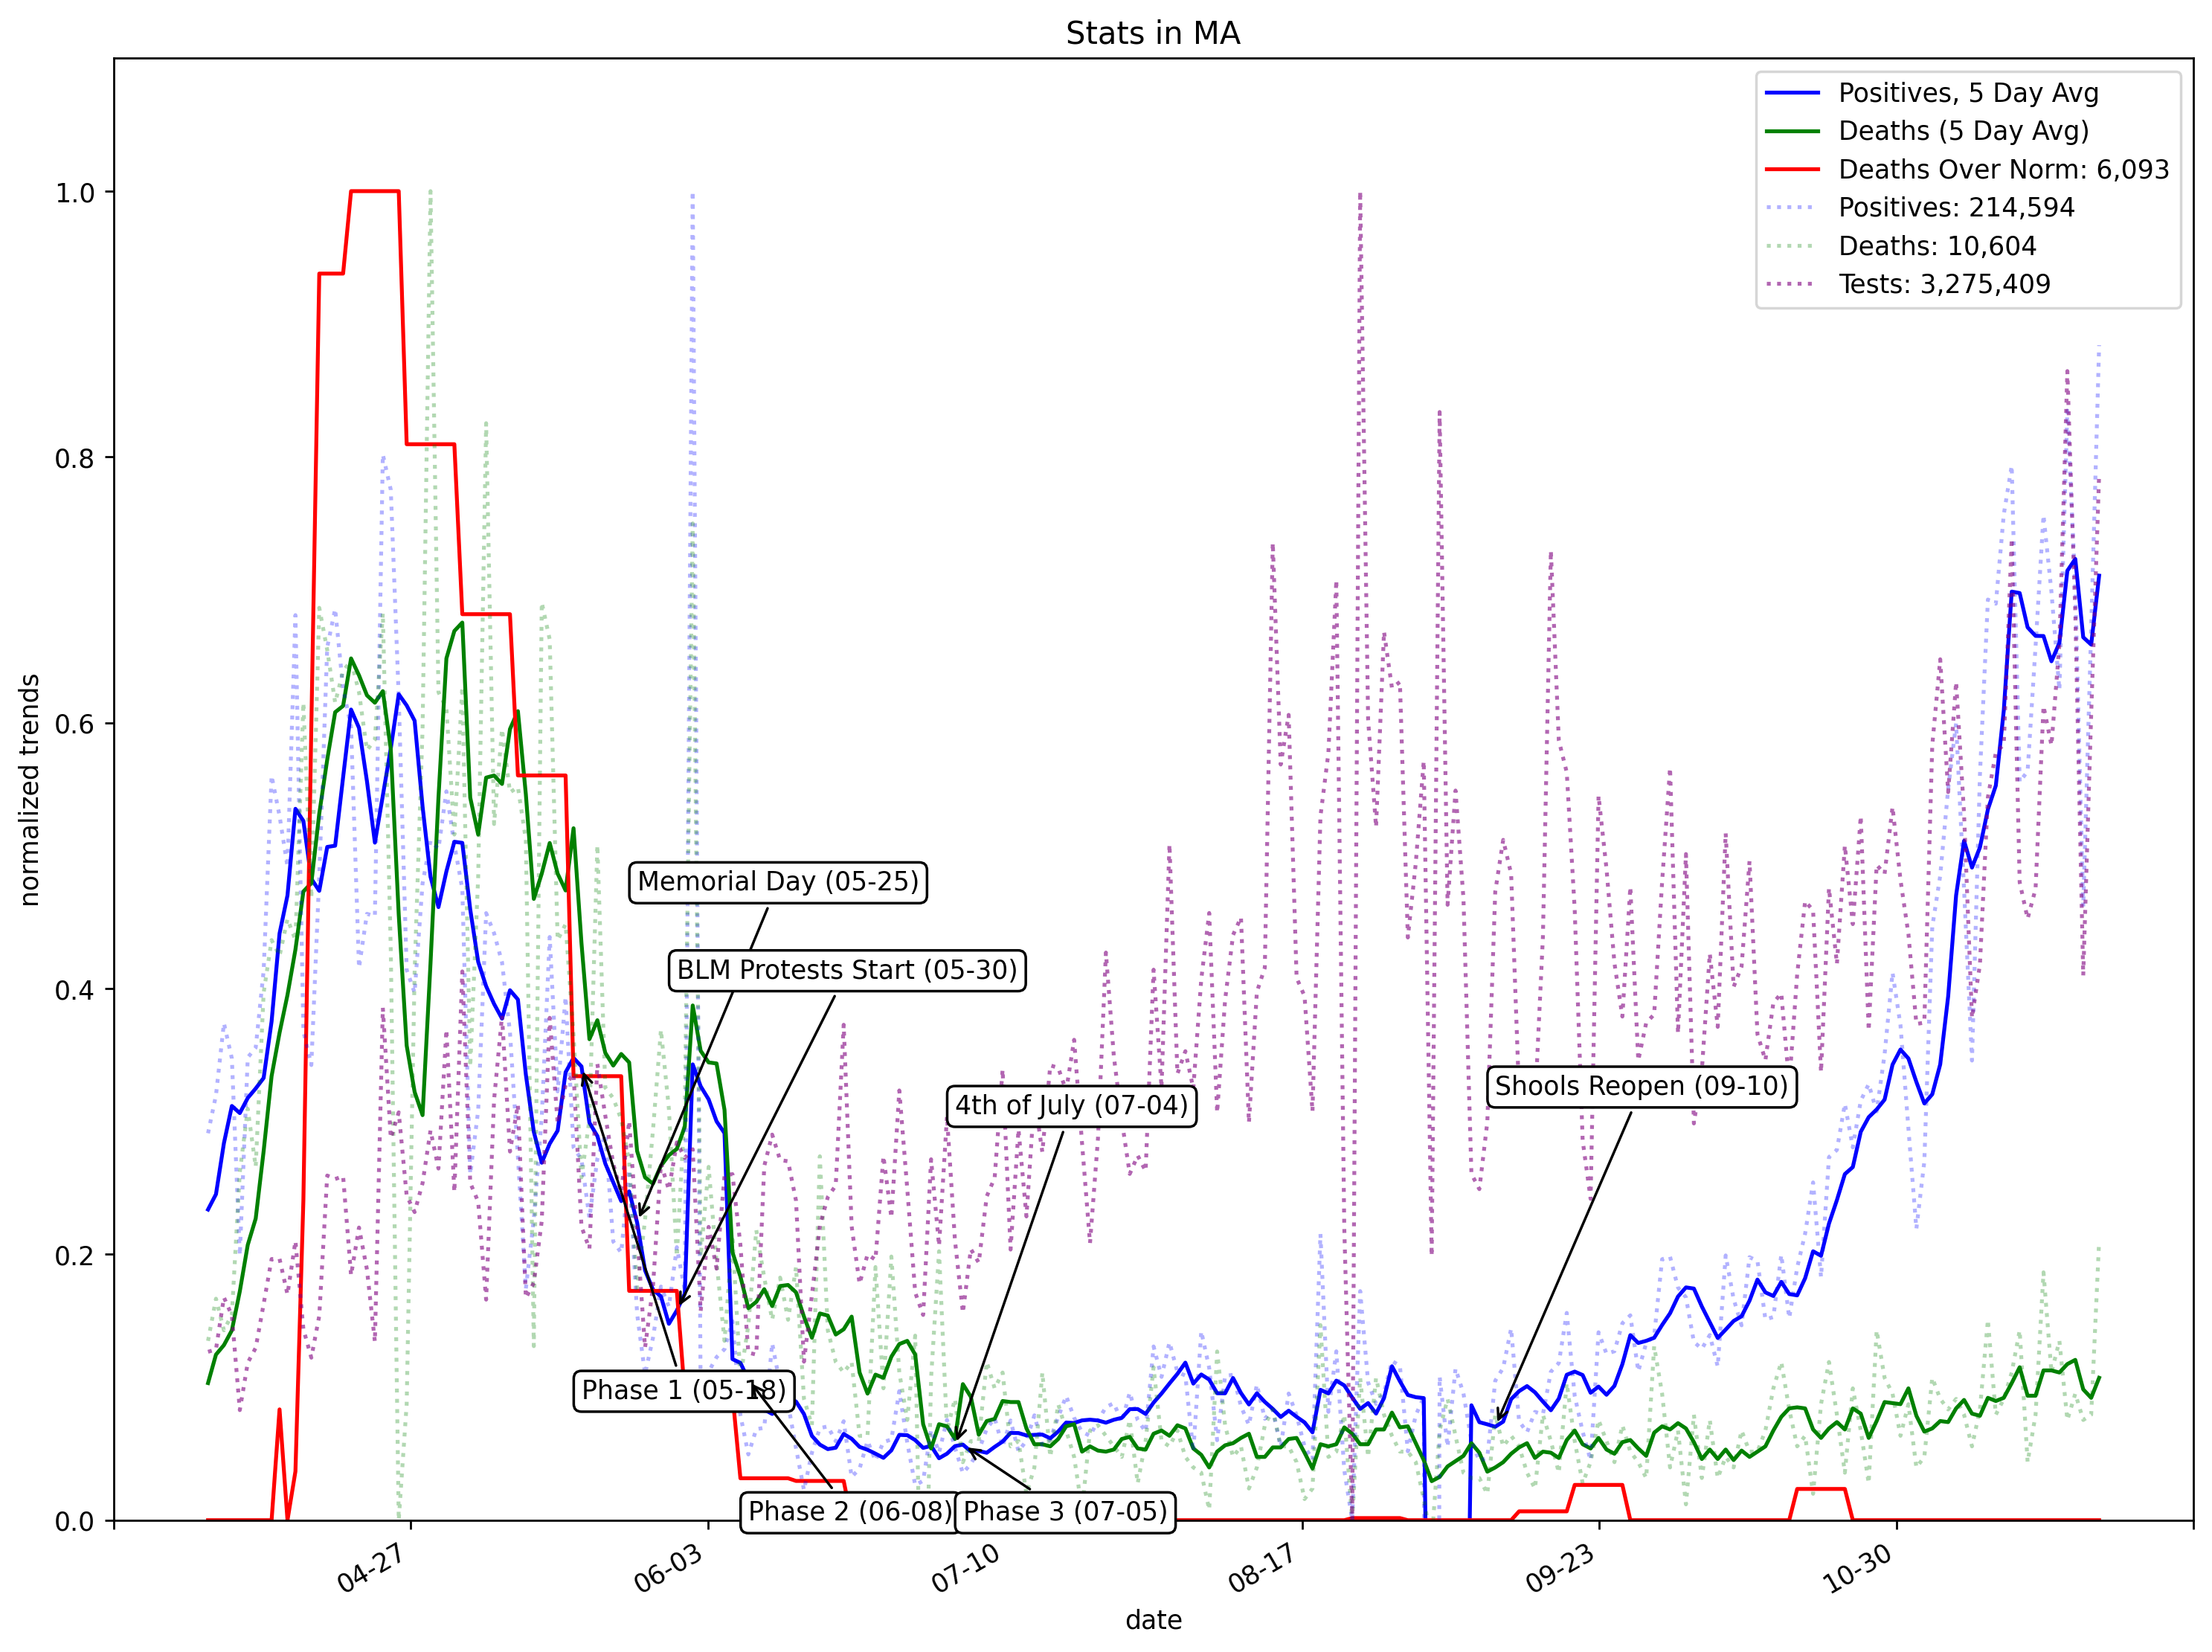 Stats in MA
Positives, 5 Day Avg
Deaths (5 Day Avg)
Deaths Over Norm: 6,093
Positives: 214,594
Deaths: 10,604
Tests: 3,275,409
normalized trends
1.0
0.8
0.6
0.4
0.2
0.0
Memorial Day (05-25)
BLM Protests Start (05-30)
4th of July (07-04)
Shools Reopen (09-10)
Phase 1 (05-18)
Phase 2 (06-08)
Phase 3 (07-05)
04-27
06-03
07-10
08-17
09-23
10-30
date